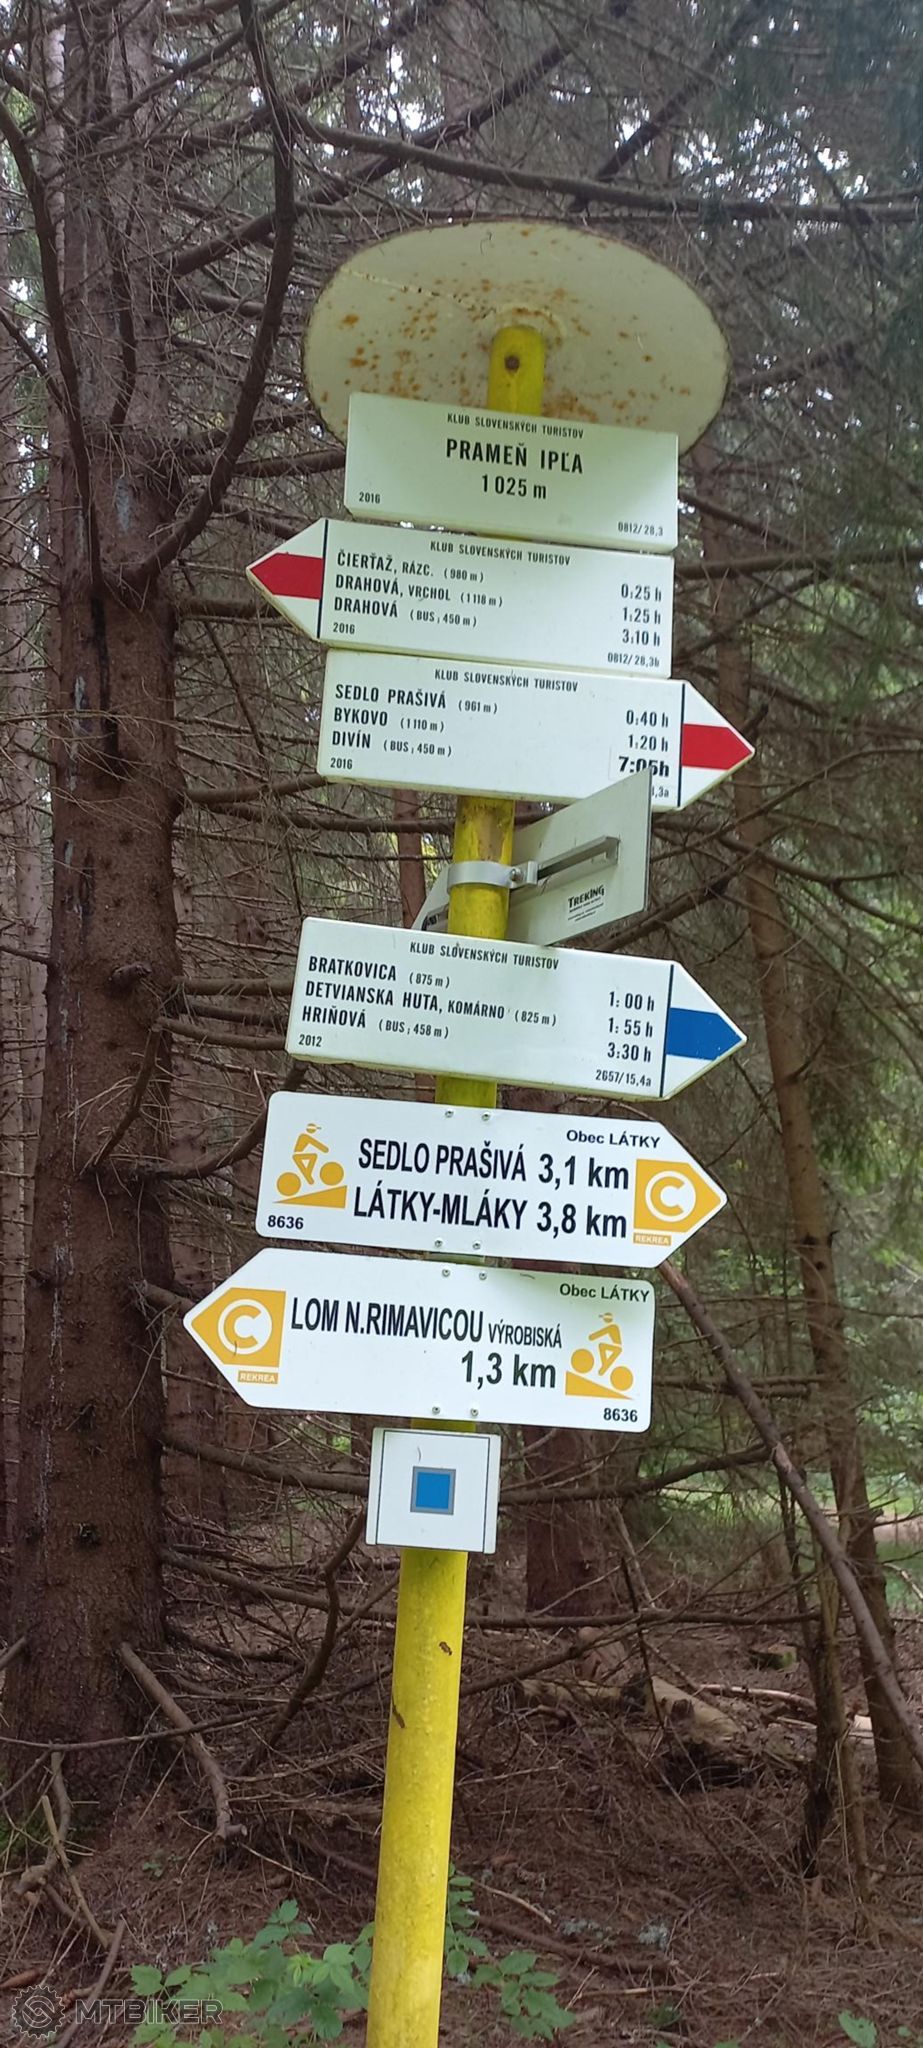 KLUB SLOVENSKÝCH TURISTOV
PRAMEŇ IPĽA
1 025 m
2016 0812/28,3
KLUB SLOVENSKÝCH TURISTOV
ČIERŤAŽ, RÁZC. (980 m) 0:25 h
DRAHOVÁ, VRCHOL (1118 m) 1:25 h
DRAHOVÁ (BUS; 450 m) 3:10 h
2016 0812/28,3b
KLUB SLOVENSKÝCH TURISTOV
SEDLO PRAŠIVÁ (961 m) 0:40 h
BYKOVO (1110 m) 1:20 h
DIVÍN (BUS; 450 m) 7:05h
2016 ,3a
TREKING
KLUB SLOVENSKÝCH TURISTOV
BRATKOVICA (875 m) 1:00 h
DETVIANSKA HUTA, KOMÁRNO (825 m) 1:55 h
HRIŇOVÁ (BUS; 458 m) 3:30 h
2012 2657/15,4a
Obec LÁTKY
SEDLO PRAŠIVÁ 3,1 km
LÁTKY-MLÁKY 3,8 km
C
8636 REKREA
Obec LÁTKY
LOM N.RIMAVICOU VÝROBISKÁ
1,3 km
C
REKREA 8636
MTBIKER